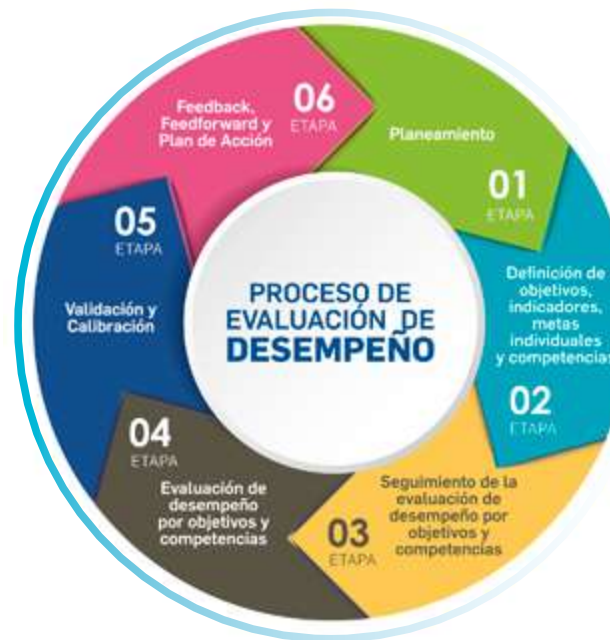 PROCESO DE
EVALUACIÓN DE
DESEMPEÑO
Planeamiento
01
ETAPA
Definición de
objetivos,
indicadores,
metas
individuales
y competencias
02
ETAPA
Seguimiento de la
evaluación de
desempeño por
objetivos y
competencias
03
ETAPA
04
ETAPA
Evaluación de
desempeño
por objetivos y
competencias
05
ETAPA
Validación y
Calibración
06
ETAPA
Feedback,
Feedforward y
Plan de Acción